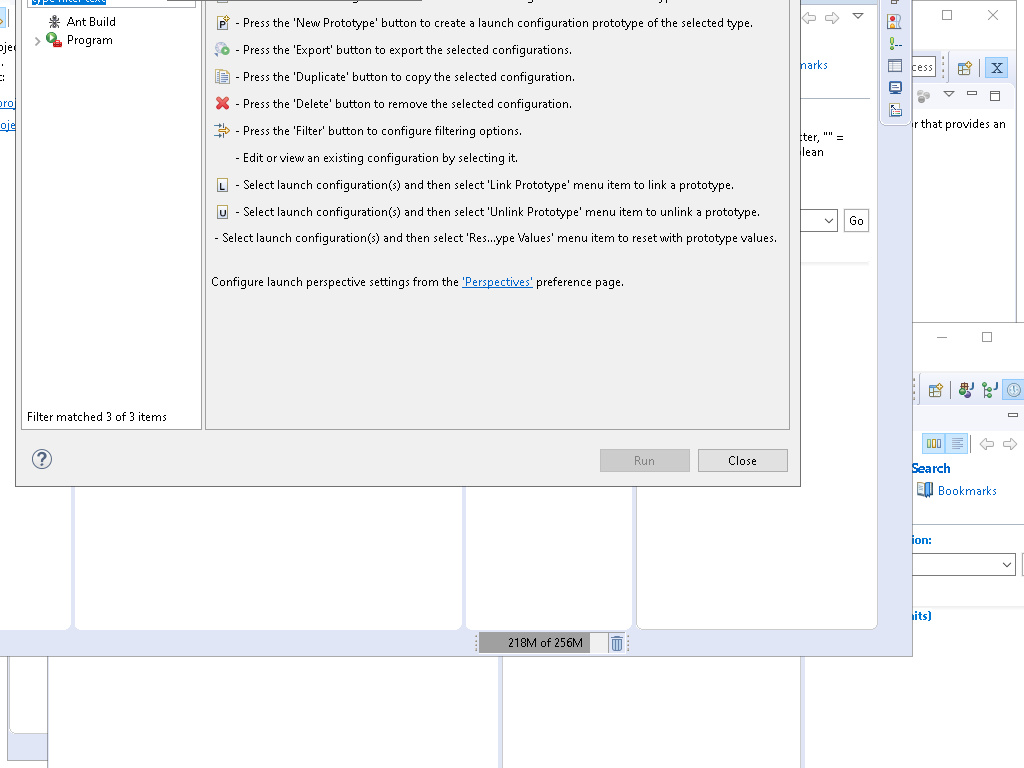 type filter text
Ant Build
Program
- Press the 'New Prototype' button to create a launch configuration prototype of the selected type.
- Press the 'Export' button to export the selected configurations.
- Press the 'Duplicate' button to copy the selected configuration.
- Press the 'Delete' button to remove the selected configuration.
- Press the 'Filter' button to configure filtering options.
- Edit or view an existing configuration by selecting it.
L - Select launch configuration(s) and then select 'Link Prototype' menu item to link a prototype.
U - Select launch configuration(s) and then select 'Unlink Prototype' menu item to unlink a prototype.
- Select launch configuration(s) and then select 'Res...ype Values' menu item to reset with prototype values.
Configure launch perspective settings from the 'Perspectives' preference page.
Filter matched 3 of 3 items
Run
Close
marks
cess
r that provides an
tter, "" =
lean
Go
Search
Bookmarks
ion:
nits)
218M of 256M